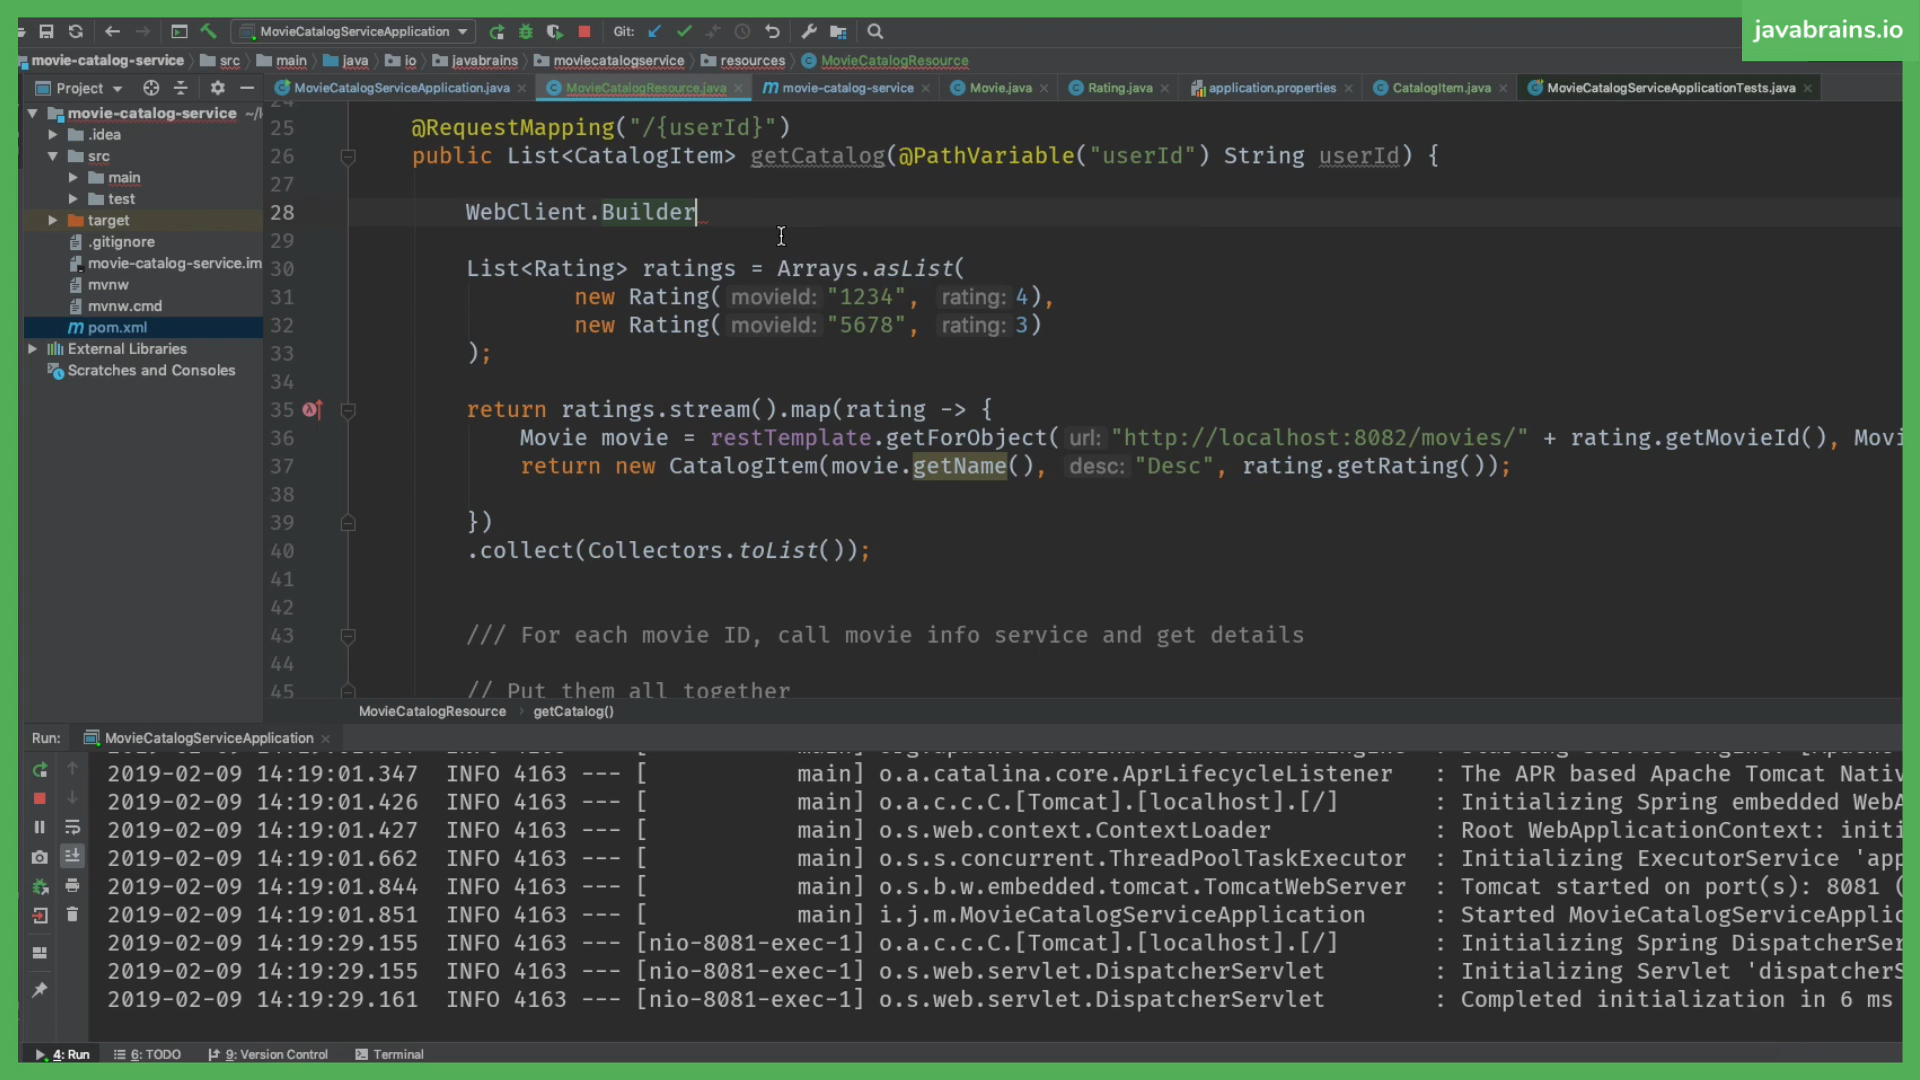 MovieCatalogServiceApplication
Git:
javabrains.io
movie-catalog-service src main java io javabrains moviecatalogservice resources MovieCatalogResource
Project
MovieCatalogServiceApplication.java
MovieCatalogResource.java
movie-catalog-service
Movie.java
Rating.java
application.properties
CatalogItem.java
MovieCatalogServiceApplicationTests.java
movie-catalog-service ~/
.idea
src
main
test
target
.gitignore
movie-catalog-service.im
mvnw
mvnw.cmd
pom.xml
External Libraries
Scratches and Consoles
24
25 @RequestMapping("/{userId}")
26 public List<CatalogItem> getCatalog(@PathVariable("userId") String userId) {
27
28 WebClient.Builder
29
30 List<Rating> ratings = Arrays.asList(
31 new Rating( movieId: "1234", rating: 4),
32 new Rating( movieId: "5678", rating: 3)
33 );
34
35 return ratings.stream().map(rating -> {
36 Movie movie = restTemplate.getForObject( url: "http://localhost:8082/movies/" + rating.getMovieId(), Movi
37 return new CatalogItem(movie.getName(), desc: "Desc", rating.getRating());
38
39 })
40 .collect(Collectors.toList());
41
42
43 /// For each movie ID, call movie info service and get details
44
45 // Put them all together
MovieCatalogResource › getCatalog()
Run: MovieCatalogServiceApplication
2019-02-09 14:19:01.347 INFO 4163 --- [ main] o.a.catalina.core.AprLifecycleListener : The APR based Apache Tomcat Nativ
2019-02-09 14:19:01.426 INFO 4163 --- [ main] o.a.c.c.C.[Tomcat].[localhost].[/] : Initializing Spring embedded WebA
2019-02-09 14:19:01.427 INFO 4163 --- [ main] o.s.web.context.ContextLoader : Root WebApplicationContext: initi
2019-02-09 14:19:01.662 INFO 4163 --- [ main] o.s.s.concurrent.ThreadPoolTaskExecutor : Initializing ExecutorService 'app
2019-02-09 14:19:01.844 INFO 4163 --- [ main] o.s.b.w.embedded.tomcat.TomcatWebServer : Tomcat started on port(s): 8081 (
2019-02-09 14:19:01.851 INFO 4163 --- [ main] i.j.m.MovieCatalogServiceApplication : Started MovieCatalogServiceApplic
2019-02-09 14:19:29.155 INFO 4163 --- [nio-8081-exec-1] o.a.c.c.C.[Tomcat].[localhost].[/] : Initializing Spring DispatcherSer
2019-02-09 14:19:29.155 INFO 4163 --- [nio-8081-exec-1] o.s.web.servlet.DispatcherServlet : Initializing Servlet 'dispatcherS
2019-02-09 14:19:29.161 INFO 4163 --- [nio-8081-exec-1] o.s.web.servlet.DispatcherServlet : Completed initialization in 6 ms
4: Run 6: TODO 9: Version Control Terminal